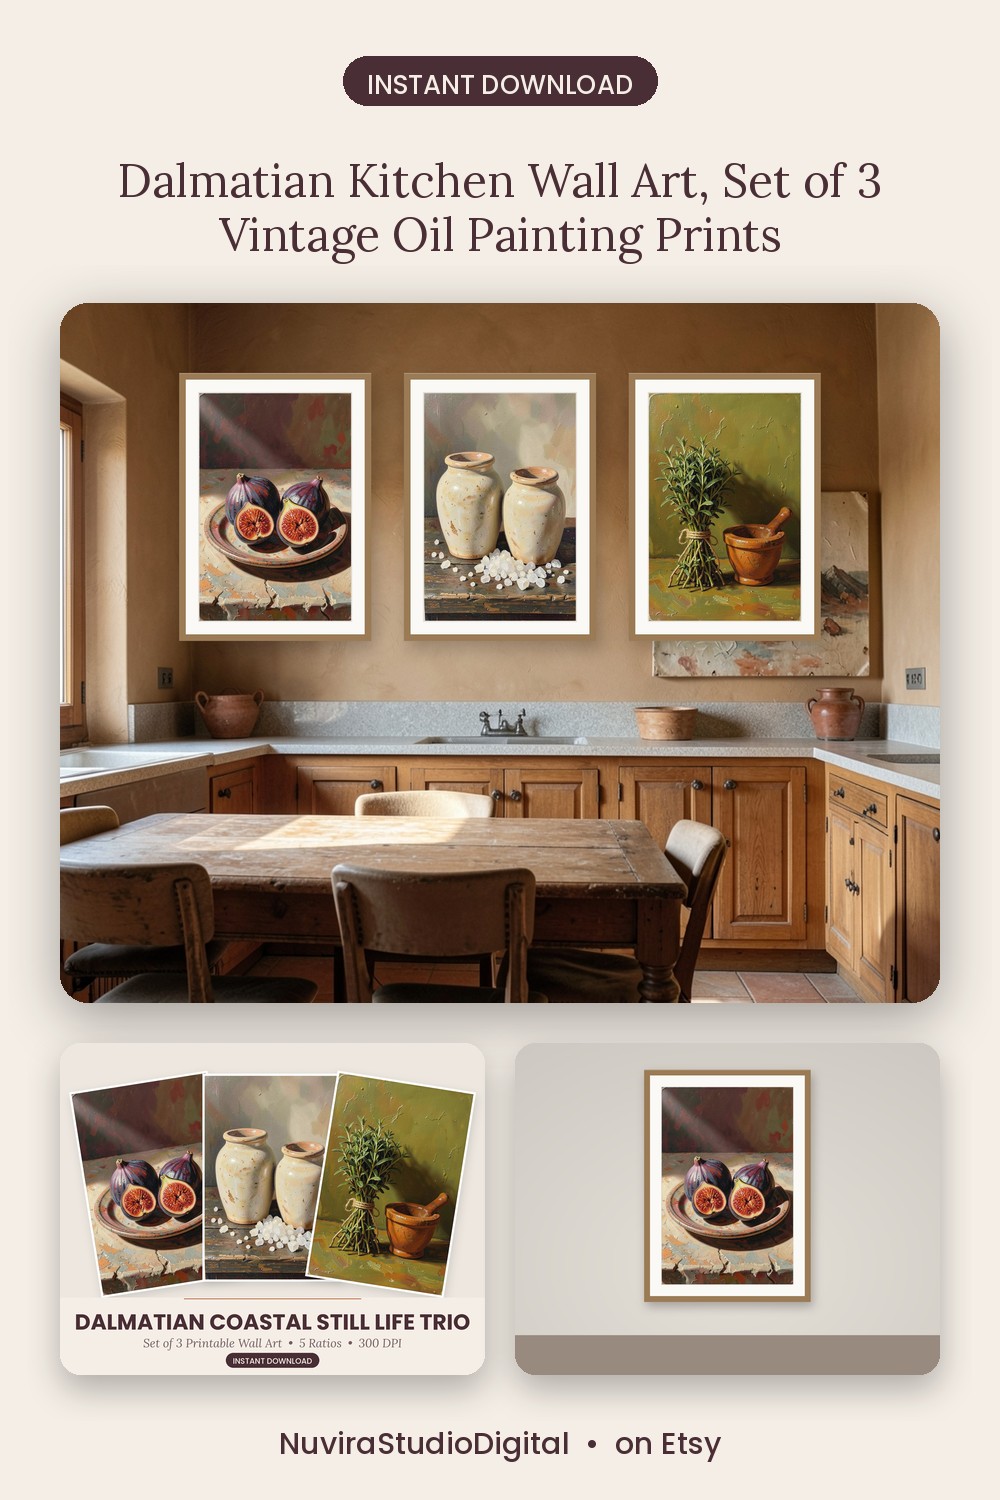 INSTANT DOWNLOAD
Dalmatian Kitchen Wall Art, Set of 3
Vintage Oil Painting Prints
DALMATIAN COASTAL STILL LIFE TRIO
Set of 3 Printable Wall Art • 5 Ratios • 300 DPI
INSTANT DOWNLOAD
NuviraStudioDigital • on Etsy